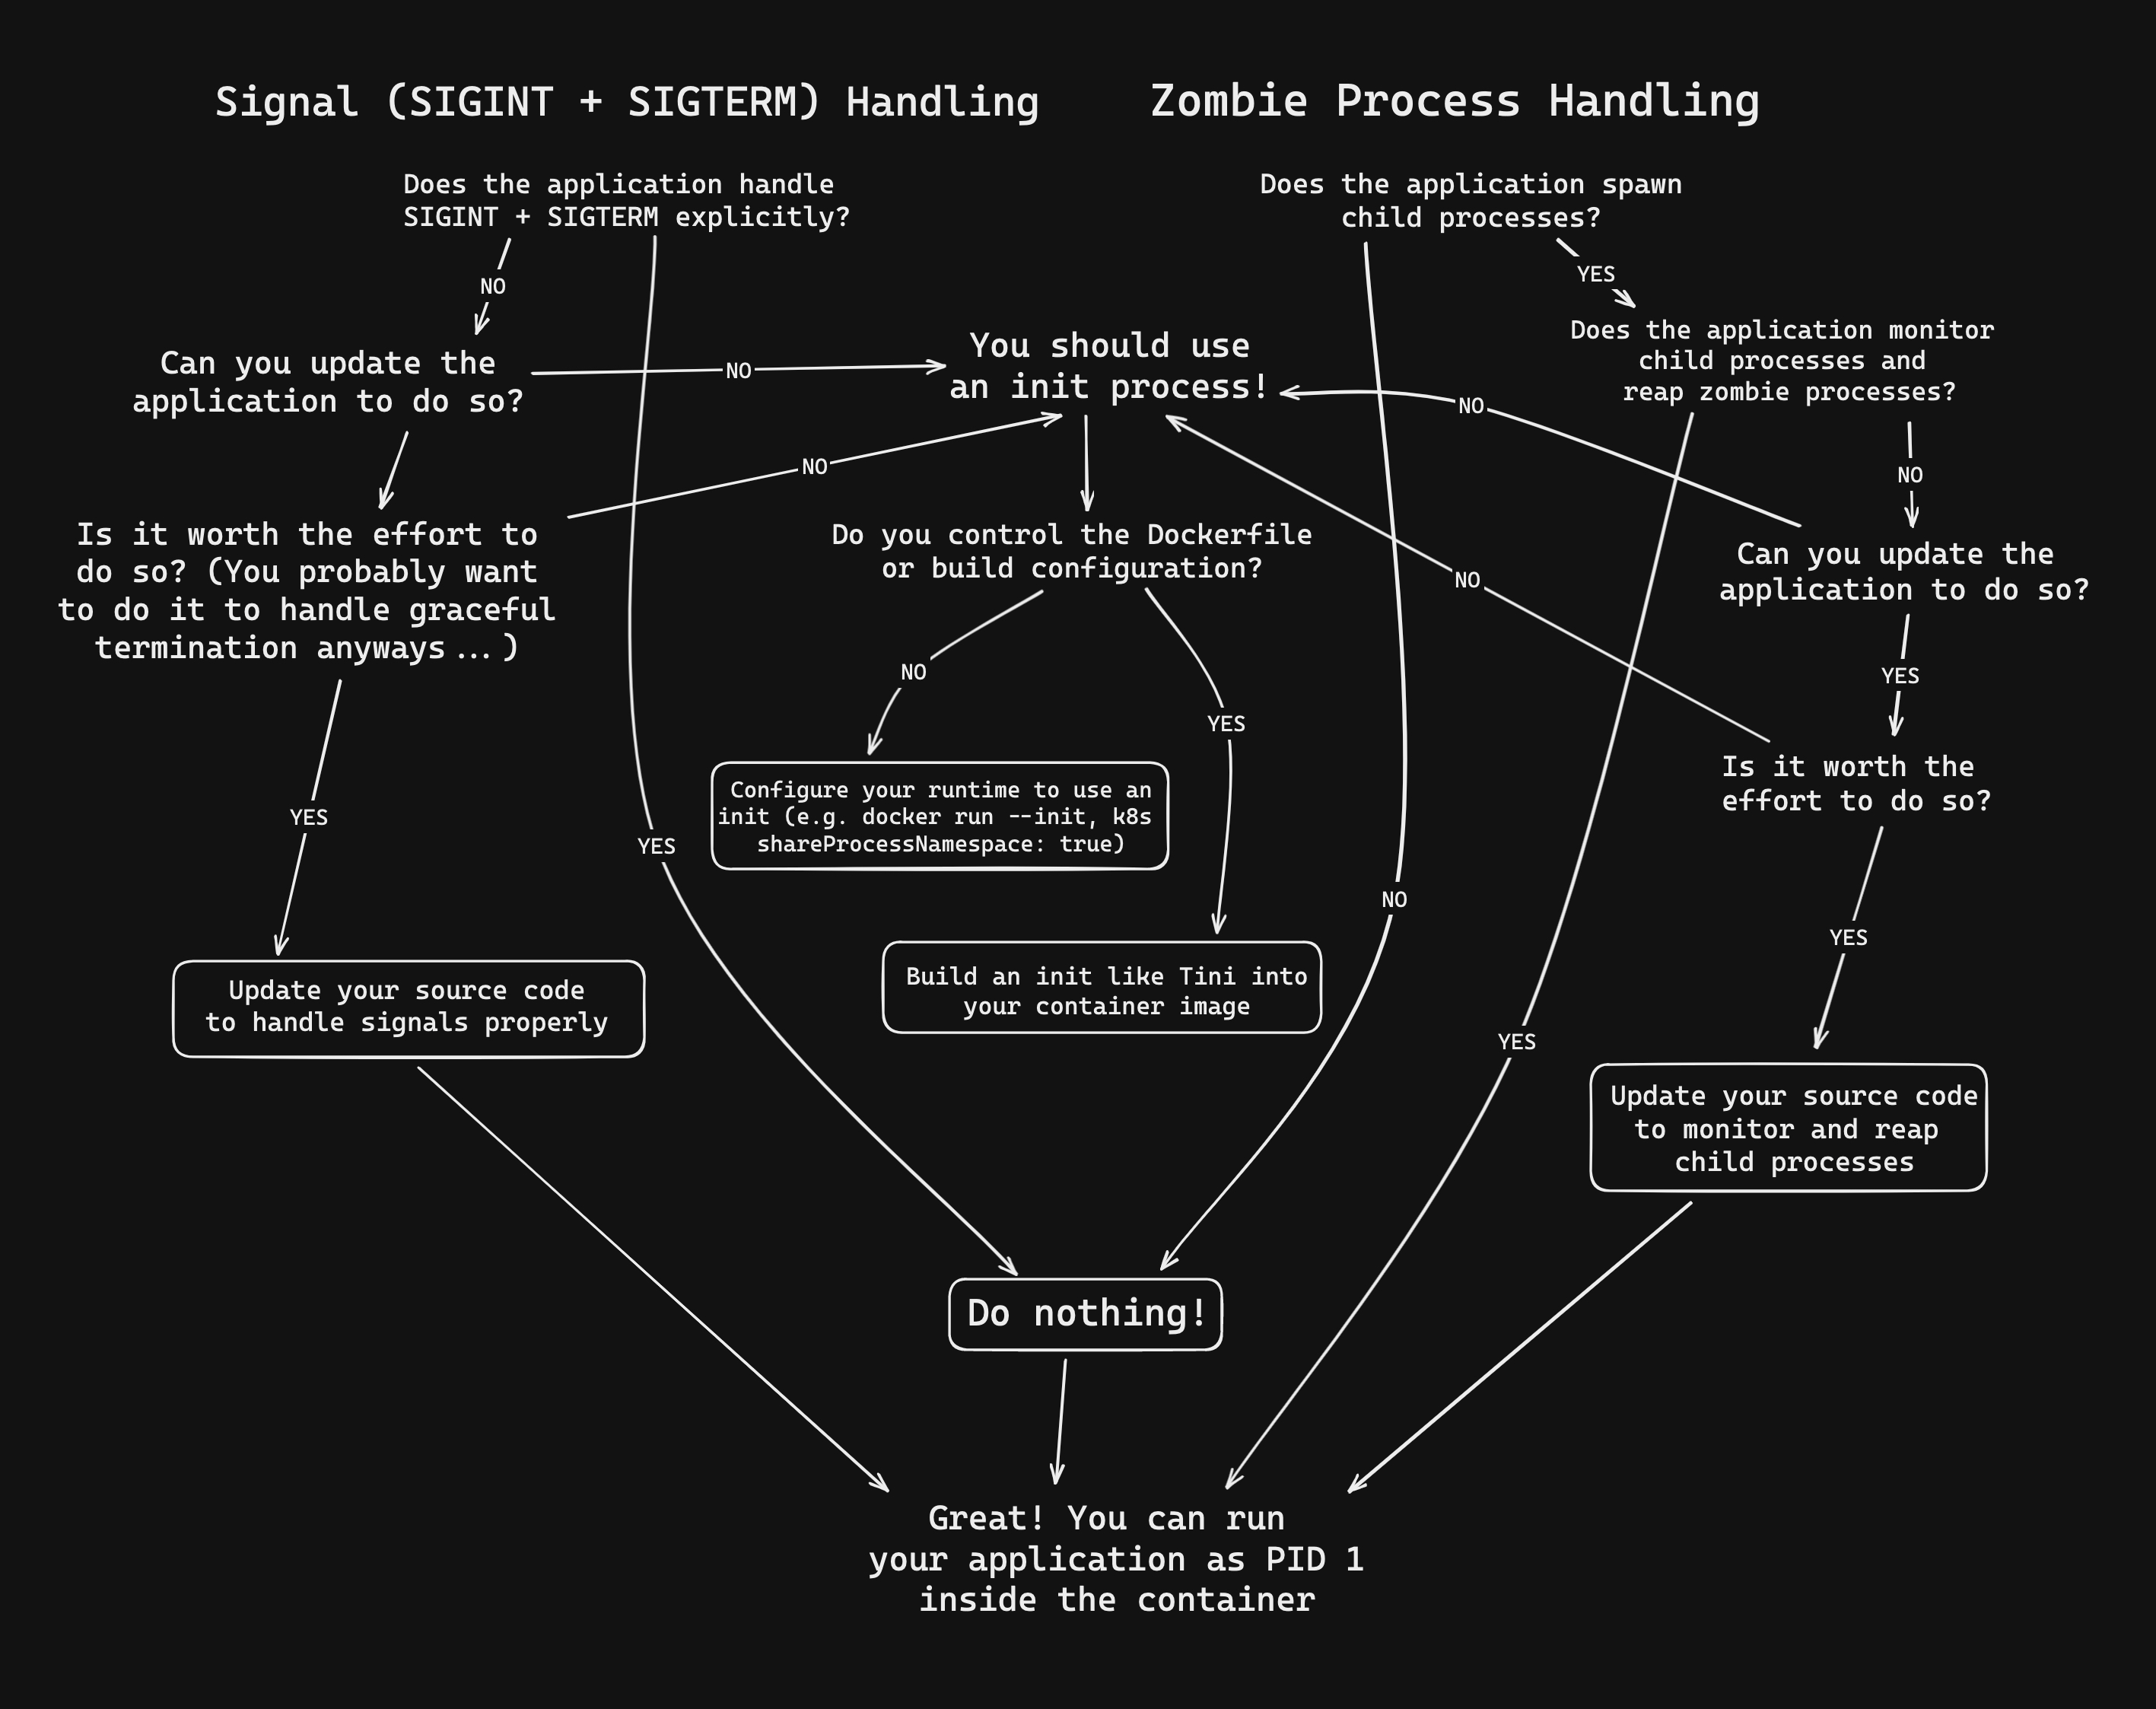 Signal (SIGINT + SIGTERM) Handling
Zombie Process Handling
Does the application handle
SIGINT + SIGTERM explicitly?
Does the application spawn
child processes?
NO
YES
Can you update the
application to do so?
NO
You should use
an init process!
Does the application monitor
child processes and
reap zombie processes?
NO
NO
NO
Is it worth the effort to
do so? (You probably want
to do it to handle graceful
termination anyways...)
Do you control the Dockerfile
or build configuration?
NO
Can you update the
application to do so?
NO
YES
YES
Is it worth the
effort to do so?
Configure your runtime to use an
init (e.g. docker run --init, k8s
shareProcessNamespace: true)
YES
YES
NO
YES
Build an init like Tini into
your container image
Update your source code
to handle signals properly
YES
Update your source code
to monitor and reap
child processes
Do nothing!
Great! You can run
your application as PID 1
inside the container